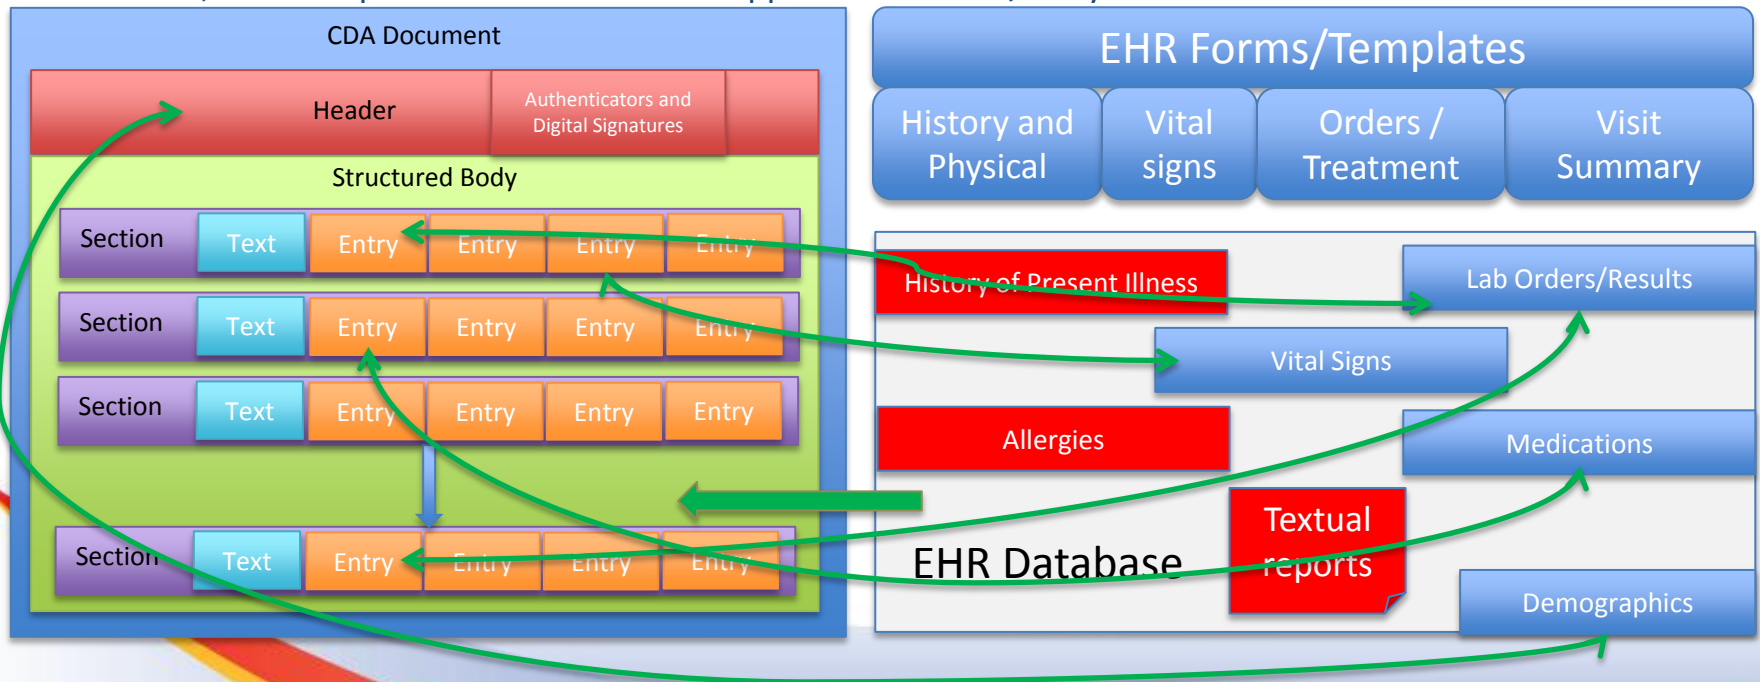 CDA Document
Header
Authenticators and
Digital Signatures
Structured Body
Section Text Entry Entry Entry Entry
Section Text Entry Entry Entry Entry
Section Text Entry Entry Entry Entry
Section Text Entry Entry Entry Entry
EHR Forms/Templates
History and
Physical
Vital
signs
Orders /
Treatment
Visit
Summary
History of Present Illness
Lab Orders/Results
Vital Signs
Allergies
Medications
Textual
reports
EHR Database
Demographics